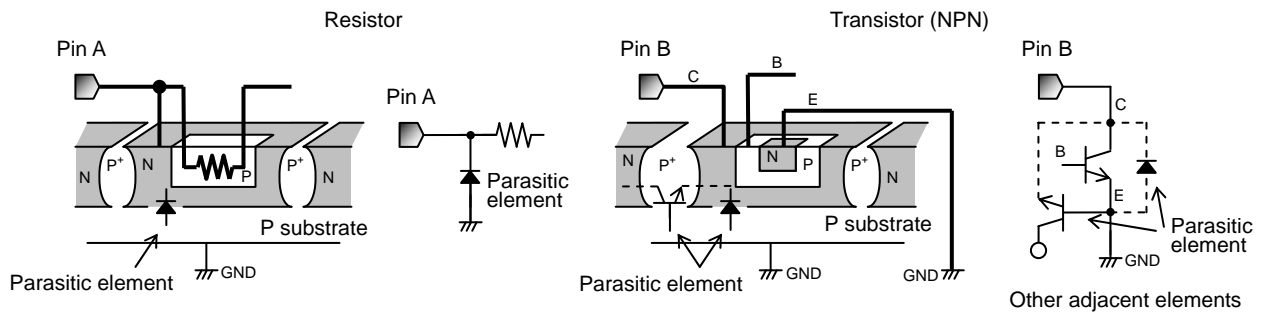 Resistor
Transistor (NPN)
Pin A
Pin B
Pin B
C
B
E
Pin A
C
N
P+
N
P
P+
N
Parasitic
element
N
P+
N
P
P+
N
B
E
P substrate
P substrate
Parasitic
element
Parasitic element
GND
Parasitic element
GND
GND
GND
Other adjacent elements